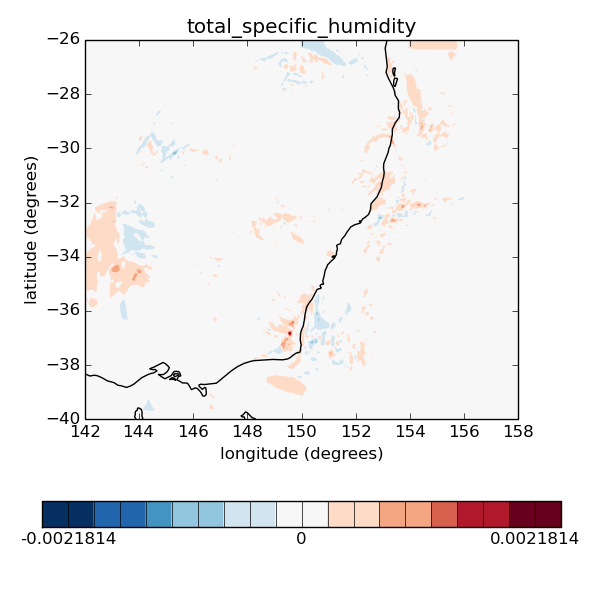 total_specific_humidity
−26
−28
−30
−32
−34
−36
−38
−40
latitude (degrees)
142 144 146 148 150 152 154 156 158
longitude (degrees)
-0.0021814 0 0.0021814